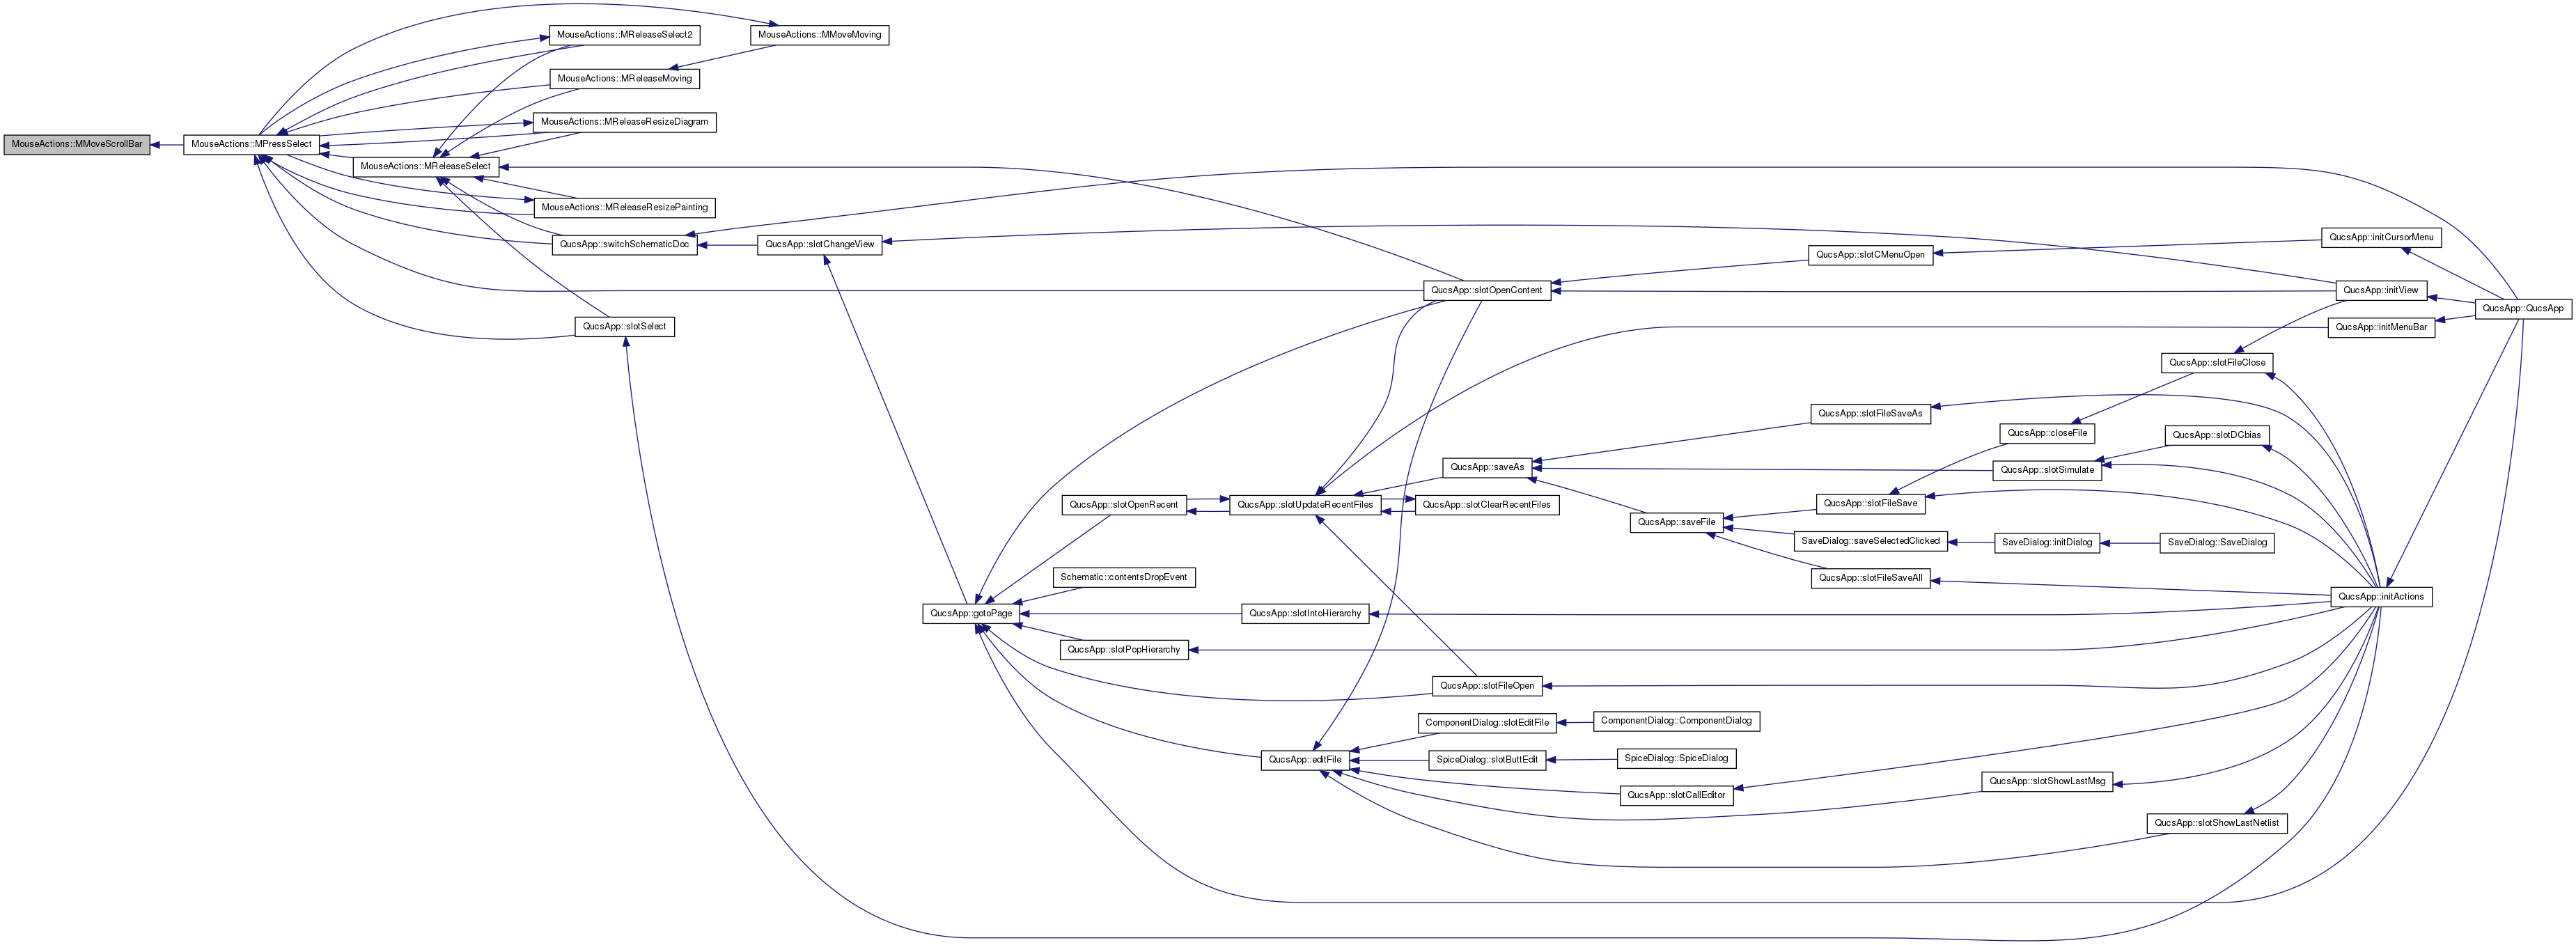 MouseActions::MReleaseSelect2
MouseActions::MMoveMoving
MouseActions::MReleaseMoving
MouseActions::MReleaseResizeDiagram
MouseActions::MMoveScrollBar
MouseActions::MPressSelect
MouseActions::MReleaseSelect
MouseActions::MReleaseResizePainting
QucsApp::initCursorMenu
QucsApp::switchSchematicDoc
QucsApp::slotChangeView
QucsApp::slotCMenuOpen
QucsApp::slotOpenContent
QucsApp::initView
QucsApp::QucsApp
QucsApp::slotSelect
QucsApp::initMenuBar
QucsApp::slotFileClose
QucsApp::slotFileSaveAs
QucsApp::closeFile
QucsApp::slotDCbias
QucsApp::saveAs
QucsApp::slotSimulate
QucsApp::slotOpenRecent
QucsApp::slotUpdateRecentFiles
QucsApp::slotClearRecentFiles
QucsApp::slotFileSave
QucsApp::saveFile
SaveDialog::saveSelectedClicked
SaveDialog::initDialog
SaveDialog::SaveDialog
Schematic::contentsDropEvent
QucsApp::slotFileSaveAll
QucsApp::initActions
QucsApp::gotoPage
QucsApp::slotIntoHierarchy
QucsApp::slotPopHierarchy
QucsApp::slotFileOpen
ComponentDialog::slotEditFile
ComponentDialog::ComponentDialog
QucsApp::editFile
SpiceDialog::slotButtEdit
SpiceDialog::SpiceDialog
QucsApp::slotShowLastMsg
QucsApp::slotCallEditor
QucsApp::slotShowLastNetlist